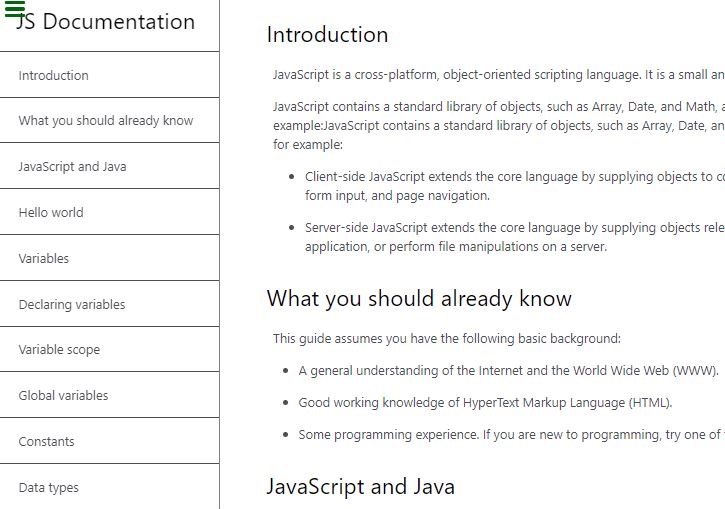 JS Documentation
Introduction
What you should already know
JavaScript and Java
Hello world
Variables
Declaring variables
Variable scope
Global variables
Constants
Data types
Introduction
JavaScript is a cross-platform, object-oriented scripting language. It is a small an
JavaScript contains a standard library of objects, such as Array, Date, and Math, a
example:JavaScript contains a standard library of objects, such as Array, Date, an
for example:
Client-side JavaScript extends the core language by supplying objects to co
form input, and page navigation.
Server-side JavaScript extends the core language by supplying objects rele
application, or perform file manipulations on a server.
What you should already know
This guide assumes you have the following basic background:
A general understanding of the Internet and the World Wide Web (WWW).
Good working knowledge of HyperText Markup Language (HTML).
Some programming experience. If you are new to programming, try one of
JavaScript and Java